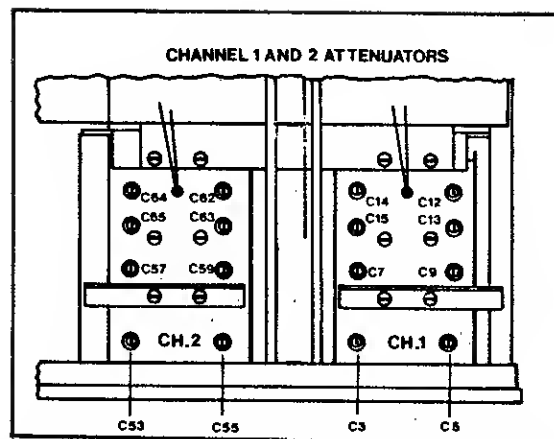 CHANNEL 1 AND 2 ATTENUATORS
C64 C62 C14 C12
C65 C63 C15 C13
C57 C59 C7 C9
CH.2 CH.1
C53 C55 C3 C5